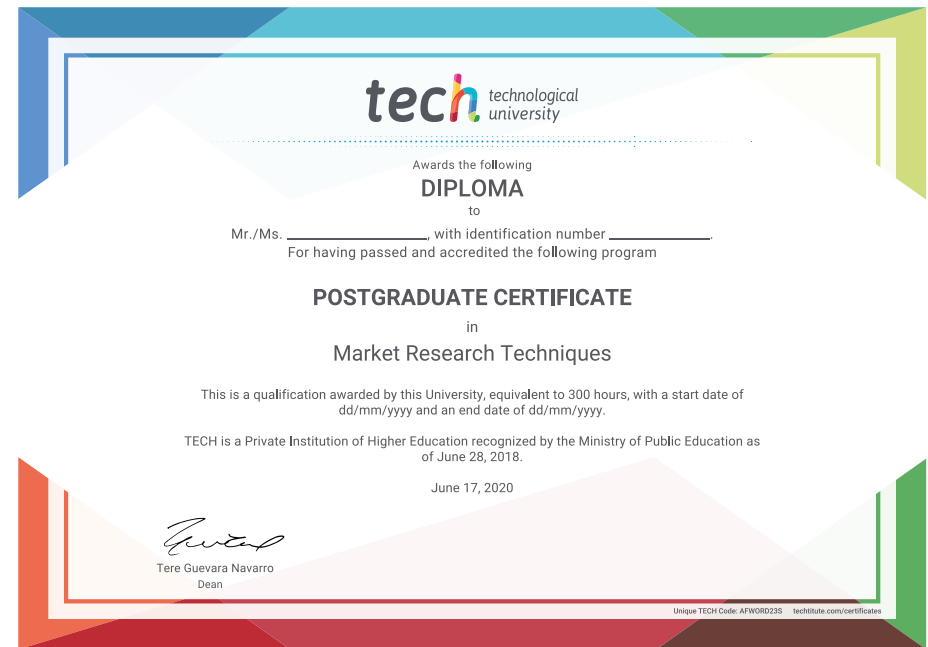 tech technological
university
Awards the following
DIPLOMA
to
Mr./Ms. ____________________, with identification number ______________.
For having passed and accredited the following program
POSTGRADUATE CERTIFICATE
in
Market Research Techniques
This is a qualification awarded by this University, equivalent to 300 hours, with a start date of
dd/mm/yyyy and an end date of dd/mm/yyyy.
TECH is a Private Institution of Higher Education recognized by the Ministry of Public Education as
of June 28, 2018.
June 17, 2020
Tere Guevara Navarro
Dean
Unique TECH Code: AFWORD23S techtitute.com/certificates